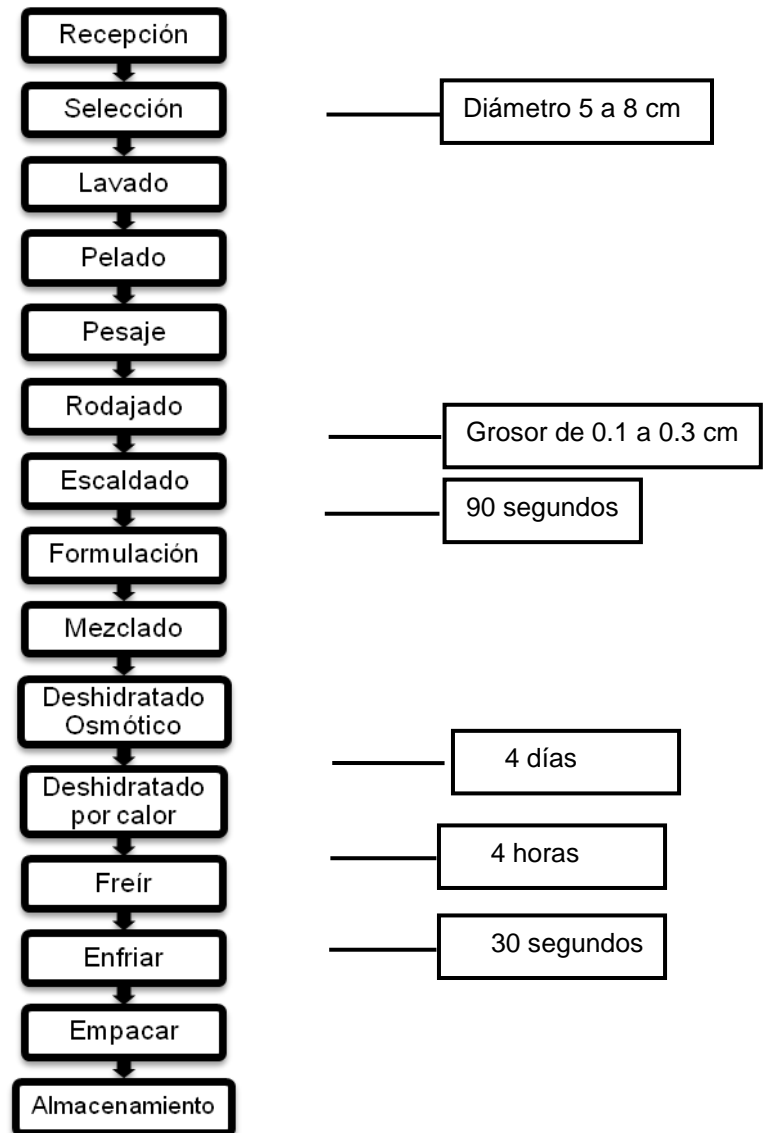 Recepción
Selección
Diámetro 5 a 8 cm
Lavado
Pelado
Pesaje
Rodajado
Grosor de 0.1 a 0.3 cm
Escaldado
90 segundos
Formulación
Mezclado
Deshidratado
Osmótico
4 días
Deshidratado
por calor
4 horas
Freír
30 segundos
Enfriar
Empacar
Almacenamiento